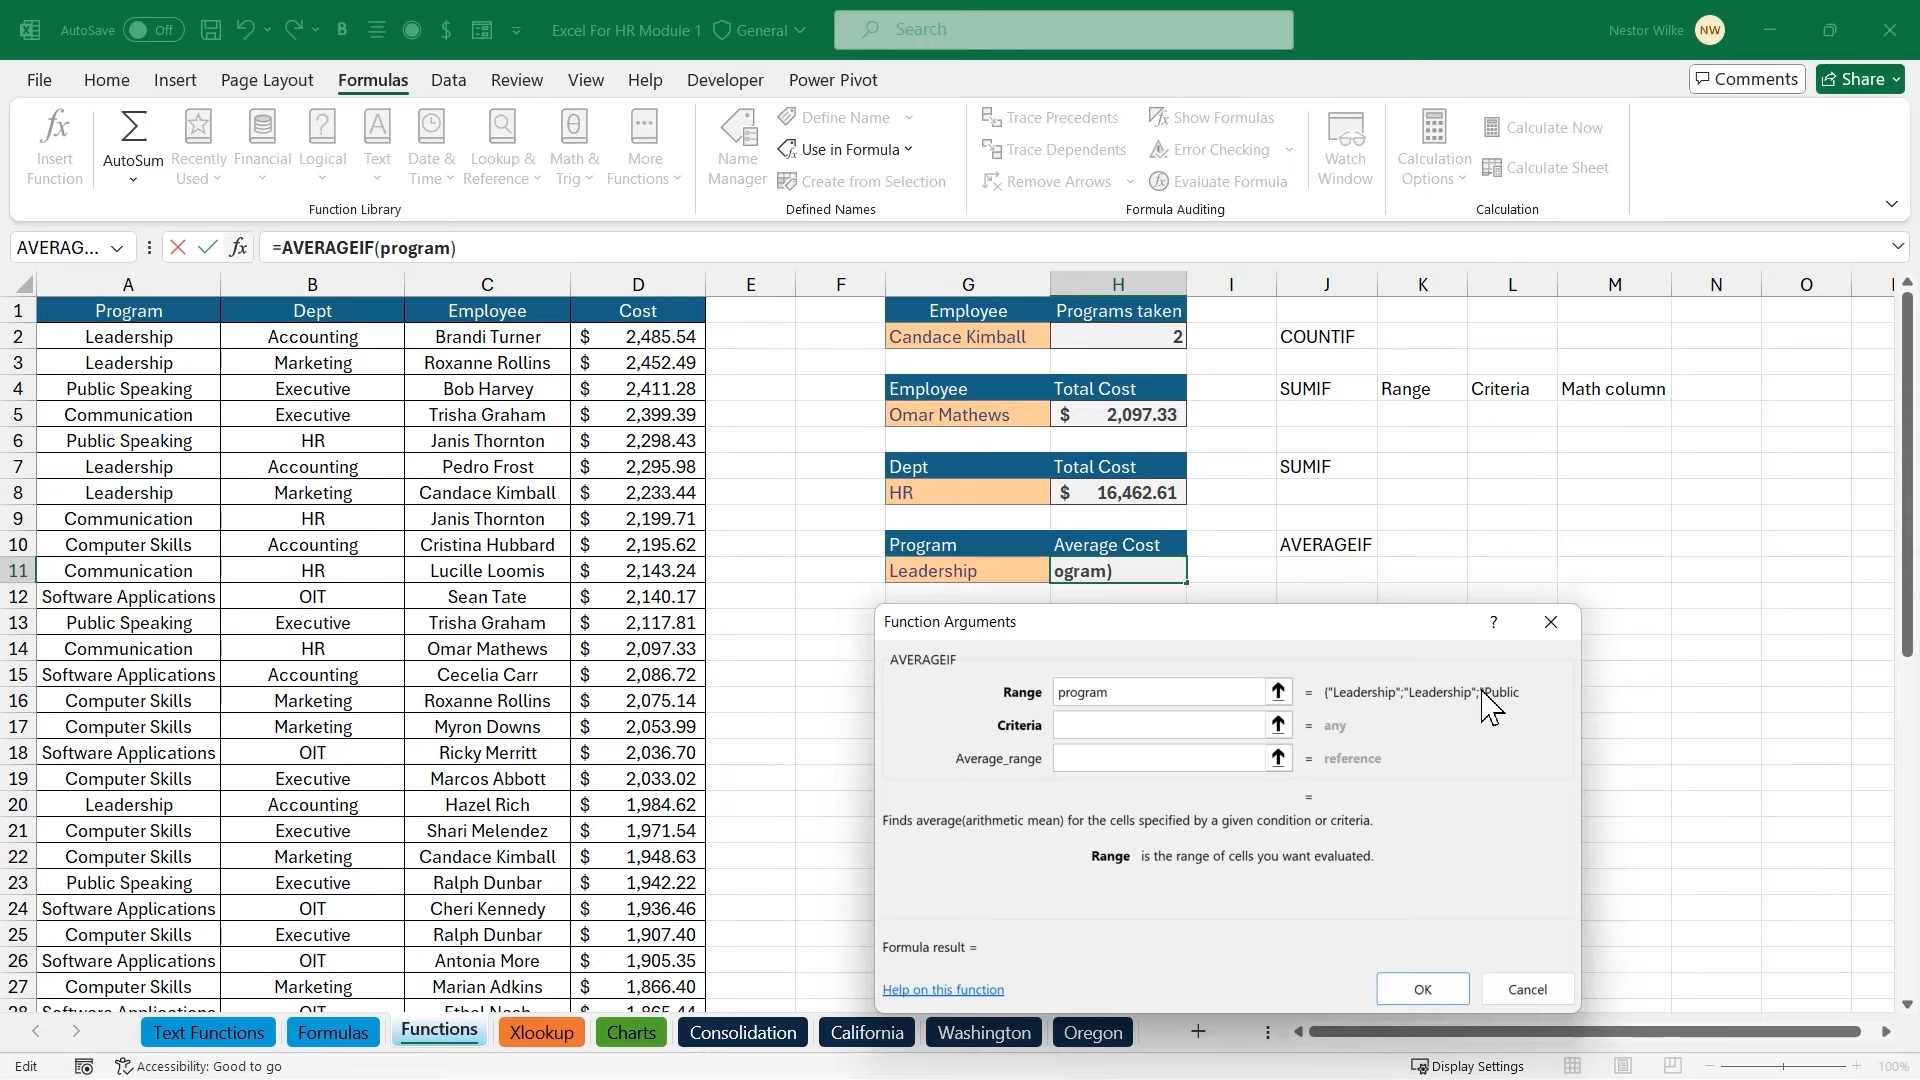 AutoSave Off B $ Excel For HR Module 1 General Search Nestor Wilke NW
File Home Insert Page Layout Formulas Data Review View Help Developer Power Pivot Comments Share
Insert Function
AutoSum
Recently Used
Financial
Logical
Text
Date & Time
Lookup & Reference
Math & Trig
More Functions
Function Library
Name Manager
Define Name
Use in Formula
Create from Selection
Defined Names
Trace Precedents
Trace Dependents
Remove Arrows
Show Formulas
Error Checking
Evaluate Formula
Formula Auditing
Watch Window
Calculation Options
Calculate Now
Calculate Sheet
Calculation
AVERAG... fx =AVERAGEIF(program)
A B C D E F G H I J K L M N O
1 Program Dept Employee Cost Employee Programs taken
2 Leadership Accounting Brandi Turner $ 2,485.54 Candace Kimball 2 COUNTIF
3 Leadership Marketing Roxanne Rollins $ 2,452.49
4 Public Speaking Executive Bob Harvey $ 2,411.28 Employee Total Cost SUMIF Range Criteria Math column
5 Communication Executive Trisha Graham $ 2,399.39 Omar Mathews $ 2,097.33
6 Public Speaking HR Janis Thornton $ 2,298.43
7 Leadership Accounting Pedro Frost $ 2,295.98 Dept Total Cost SUMIF
8 Leadership Marketing Candace Kimball $ 2,233.44 HR $ 16,462.61
9 Communication HR Janis Thornton $ 2,199.71
10 Computer Skills Accounting Cristina Hubbard $ 2,195.62 Program Average Cost AVERAGEIF
11 Communication HR Lucille Loomis $ 2,143.24 Leadership ogram)
12 Software Applications OIT Sean Tate $ 2,140.17
13 Public Speaking Executive Trisha Graham $ 2,117.81
14 Communication HR Omar Mathews $ 2,097.33
15 Software Applications Accounting Cecelia Carr $ 2,086.72
16 Computer Skills Marketing Roxanne Rollins $ 2,075.14
17 Computer Skills Marketing Myron Downs $ 2,053.99
18 Software Applications OIT Ricky Merritt $ 2,036.70
19 Computer Skills Executive Marcos Abbott $ 2,033.02
20 Leadership Accounting Hazel Rich $ 1,984.62
21 Computer Skills Executive Shari Melendez $ 1,971.54
22 Computer Skills Marketing Candace Kimball $ 1,948.63
23 Public Speaking Executive Ralph Dunbar $ 1,942.22
24 Software Applications OIT Cheri Kennedy $ 1,936.46
25 Computer Skills Executive Ralph Dunbar $ 1,907.40
26 Software Applications OIT Antonia More $ 1,905.35
27 Computer Skills Marketing Marian Adkins $ 1,866.40
Function Arguments ?
AVERAGEIF
Range program = {"Leadership";"Leadership";"Public
Criteria = any
Average_range = reference
=
Finds average(arithmetic mean) for the cells specified by a given condition or criteria.
Range is the range of cells you want evaluated.
Formula result =
Help on this function OK Cancel
Text Functions Formulas Functions Xlookup Charts Consolidation California Washington Oregon
Edit Accessibility: Good to go Display Settings 100%